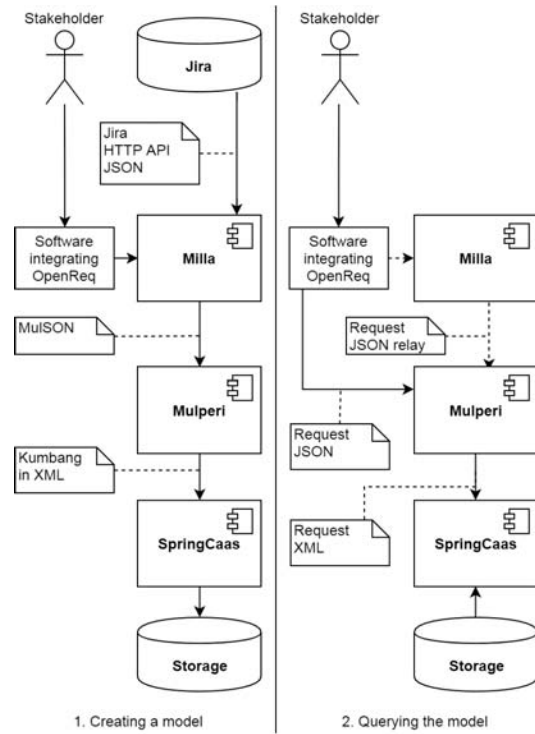 Stakeholder
Jira
Jira
HTTP API
JSON
Software
integrating
OpenReq
Milla
MulSON
Mulperi
Kumbang
in XML
SpringCaas
Storage
1. Creating a model
Stakeholder
Software
integrating
OpenReq
Milla
Request
JSON relay
Mulperi
Request
JSON
Request
XML
SpringCaas
Storage
2. Querying the model